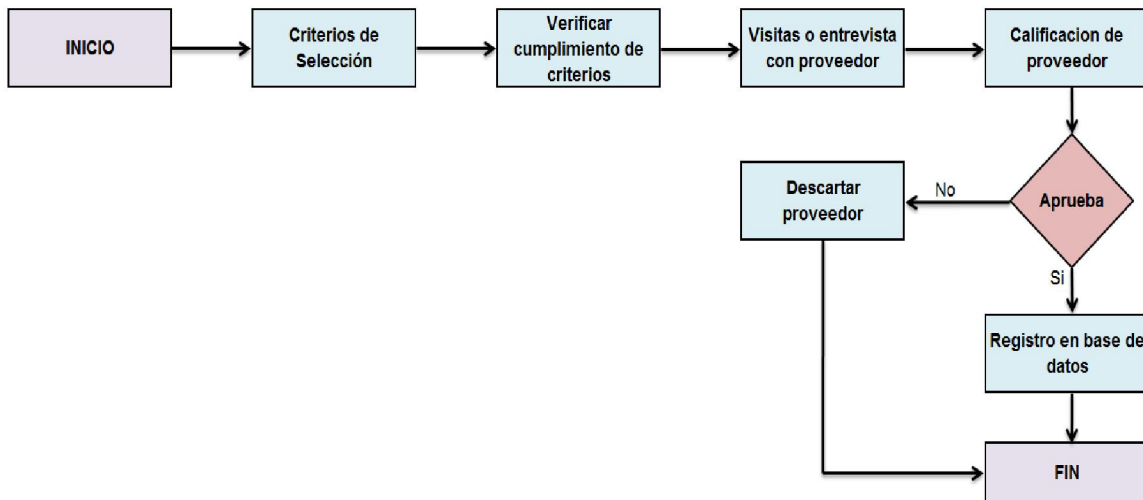 INICIO
Criterios de
Selección
Verificar
cumplimiento de
criterios
Visitas o entrevista
con proveedor
Calificacion de
proveedor
Aprueba
No
Descartar
proveedor
Si
Registro en base de
datos
FIN